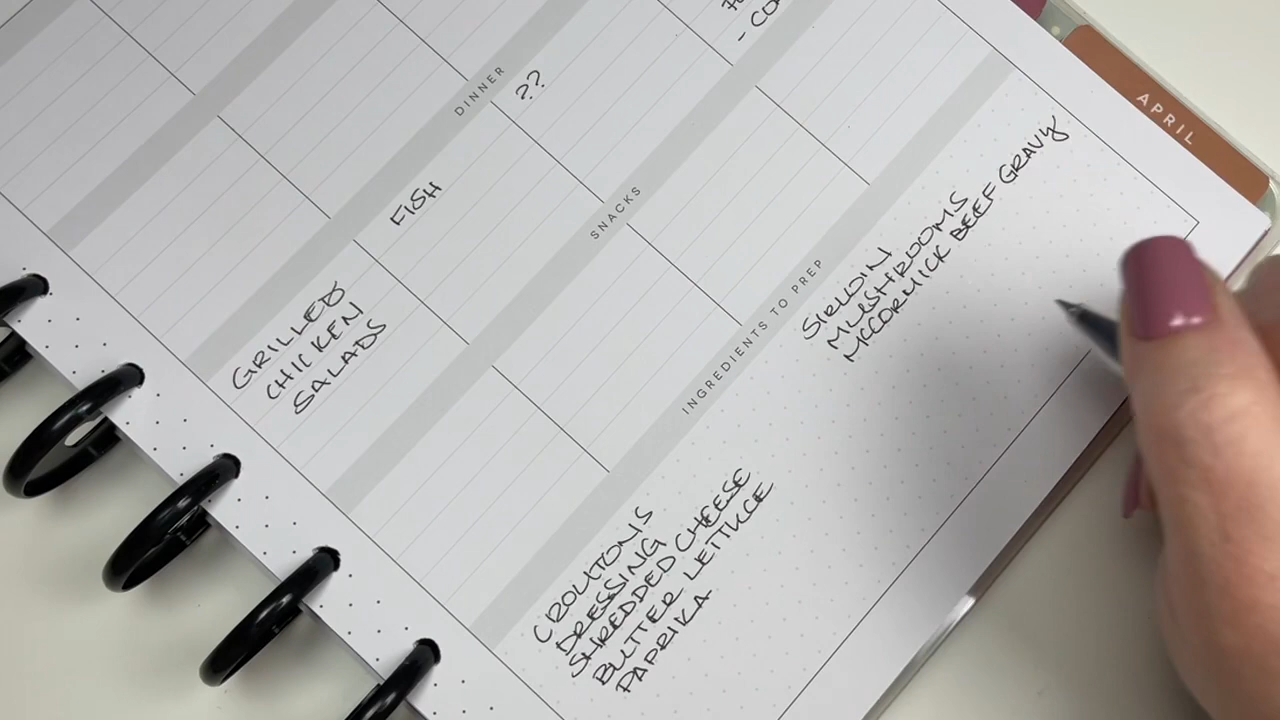 - CO
DINNER
??
FISH
GRILLED
CHICKEN
SALADS
SNACKS
INGREDIENTS TO PREP
SIRLOIN
MUSHROOMS
MCCORMICK BEEF GRAVY
CROUTONS
DRESSING
SHREDDED CHEESE
BUTTER LETTUCE
PAPRIKA
APRIL